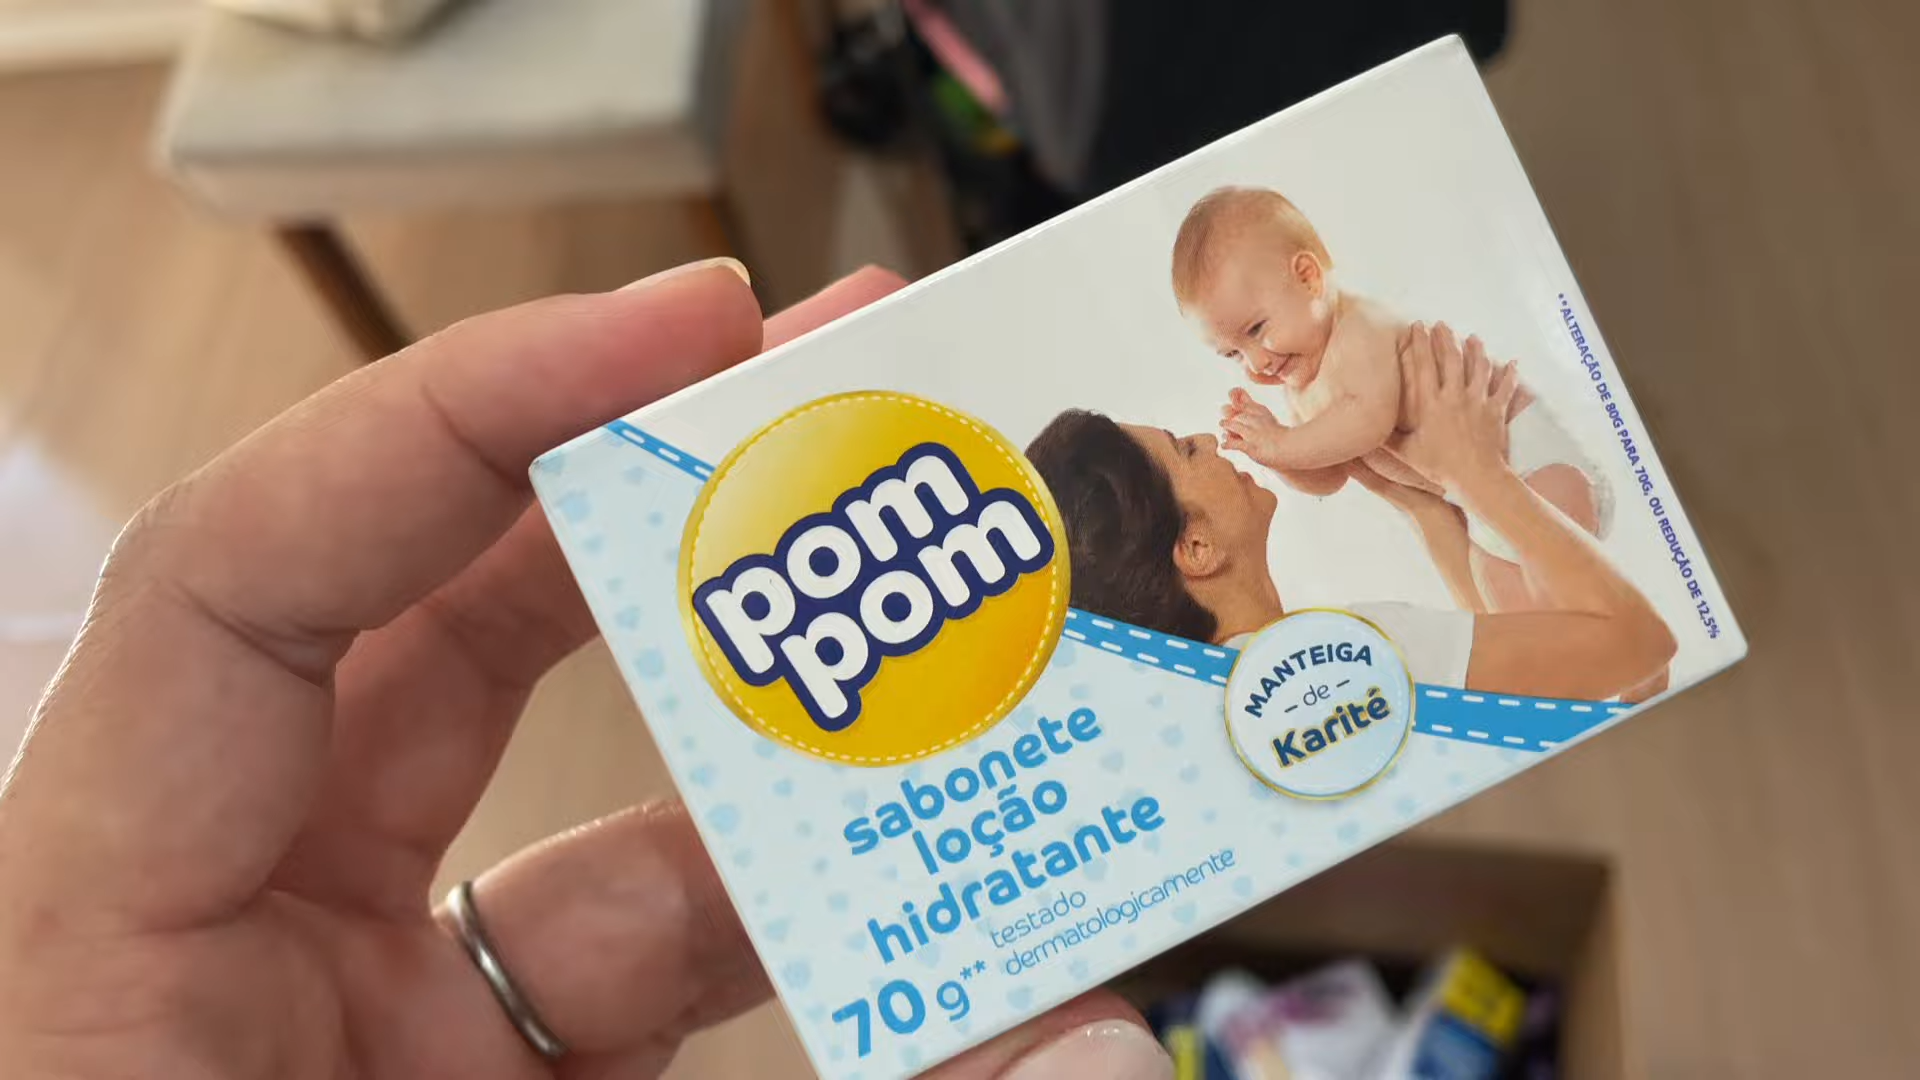 pom
pom
sabonete
loção
hidratante
testado
dermatologicamente
70 g**
MANTEIGA
- de -
Karité
**ALTERAÇÃO DE 80G PARA 70G, OU REDUÇÃO DE 12,5%